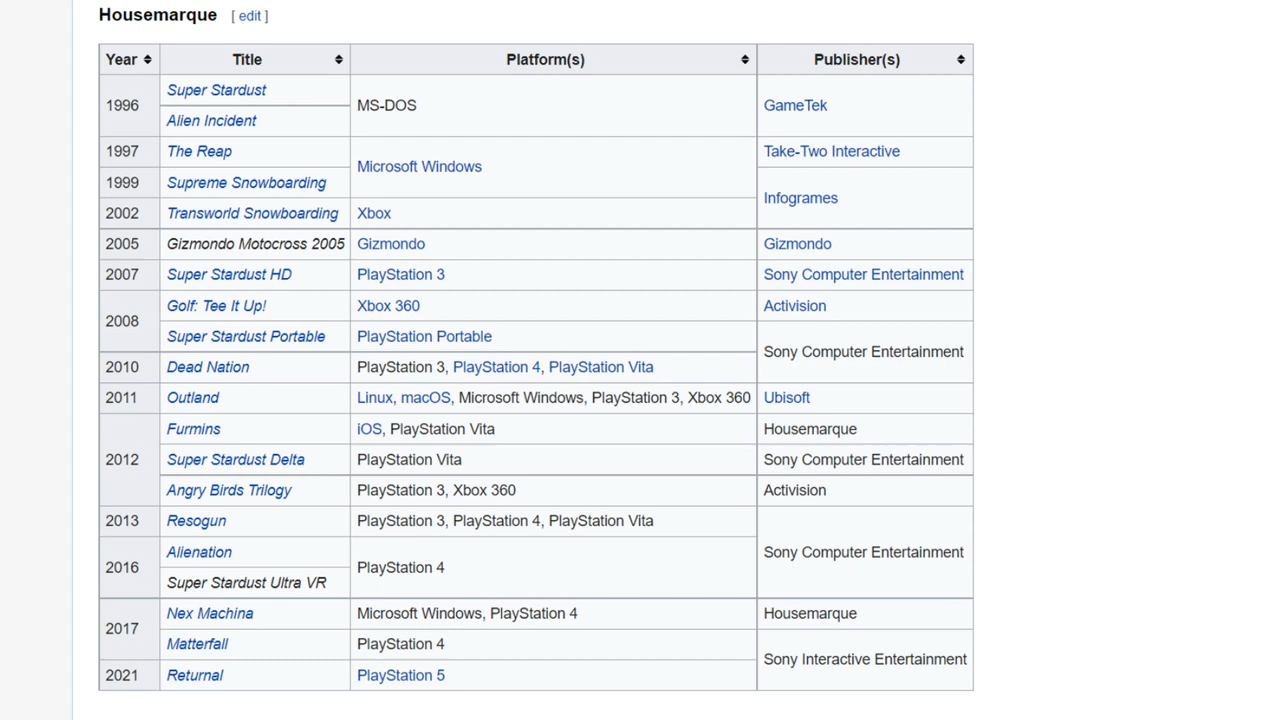 Housemarque [ edit ]
Year Title Platform(s) Publisher(s)
1996 Super Stardust MS-DOS GameTek
Alien Incident
1997 The Reap Microsoft Windows Take-Two Interactive
1999 Supreme Snowboarding Infogrames
2002 Transworld Snowboarding Xbox
2005 Gizmondo Motocross 2005 Gizmondo Gizmondo
2007 Super Stardust HD PlayStation 3 Sony Computer Entertainment
2008 Golf: Tee It Up! Xbox 360 Activision
Super Stardust Portable PlayStation Portable Sony Computer Entertainment
2010 Dead Nation PlayStation 3, PlayStation 4, PlayStation Vita
2011 Outland Linux, macOS, Microsoft Windows, PlayStation 3, Xbox 360 Ubisoft
2012 Furmins iOS, PlayStation Vita Housemarque
Super Stardust Delta PlayStation Vita Sony Computer Entertainment
Angry Birds Trilogy PlayStation 3, Xbox 360 Activision
2013 Resogun PlayStation 3, PlayStation 4, PlayStation Vita Sony Computer Entertainment
2016 Alienation PlayStation 4
Super Stardust Ultra VR
2017 Nex Machina Microsoft Windows, PlayStation 4 Housemarque
Matterfall PlayStation 4 Sony Interactive Entertainment
2021 Returnal PlayStation 5